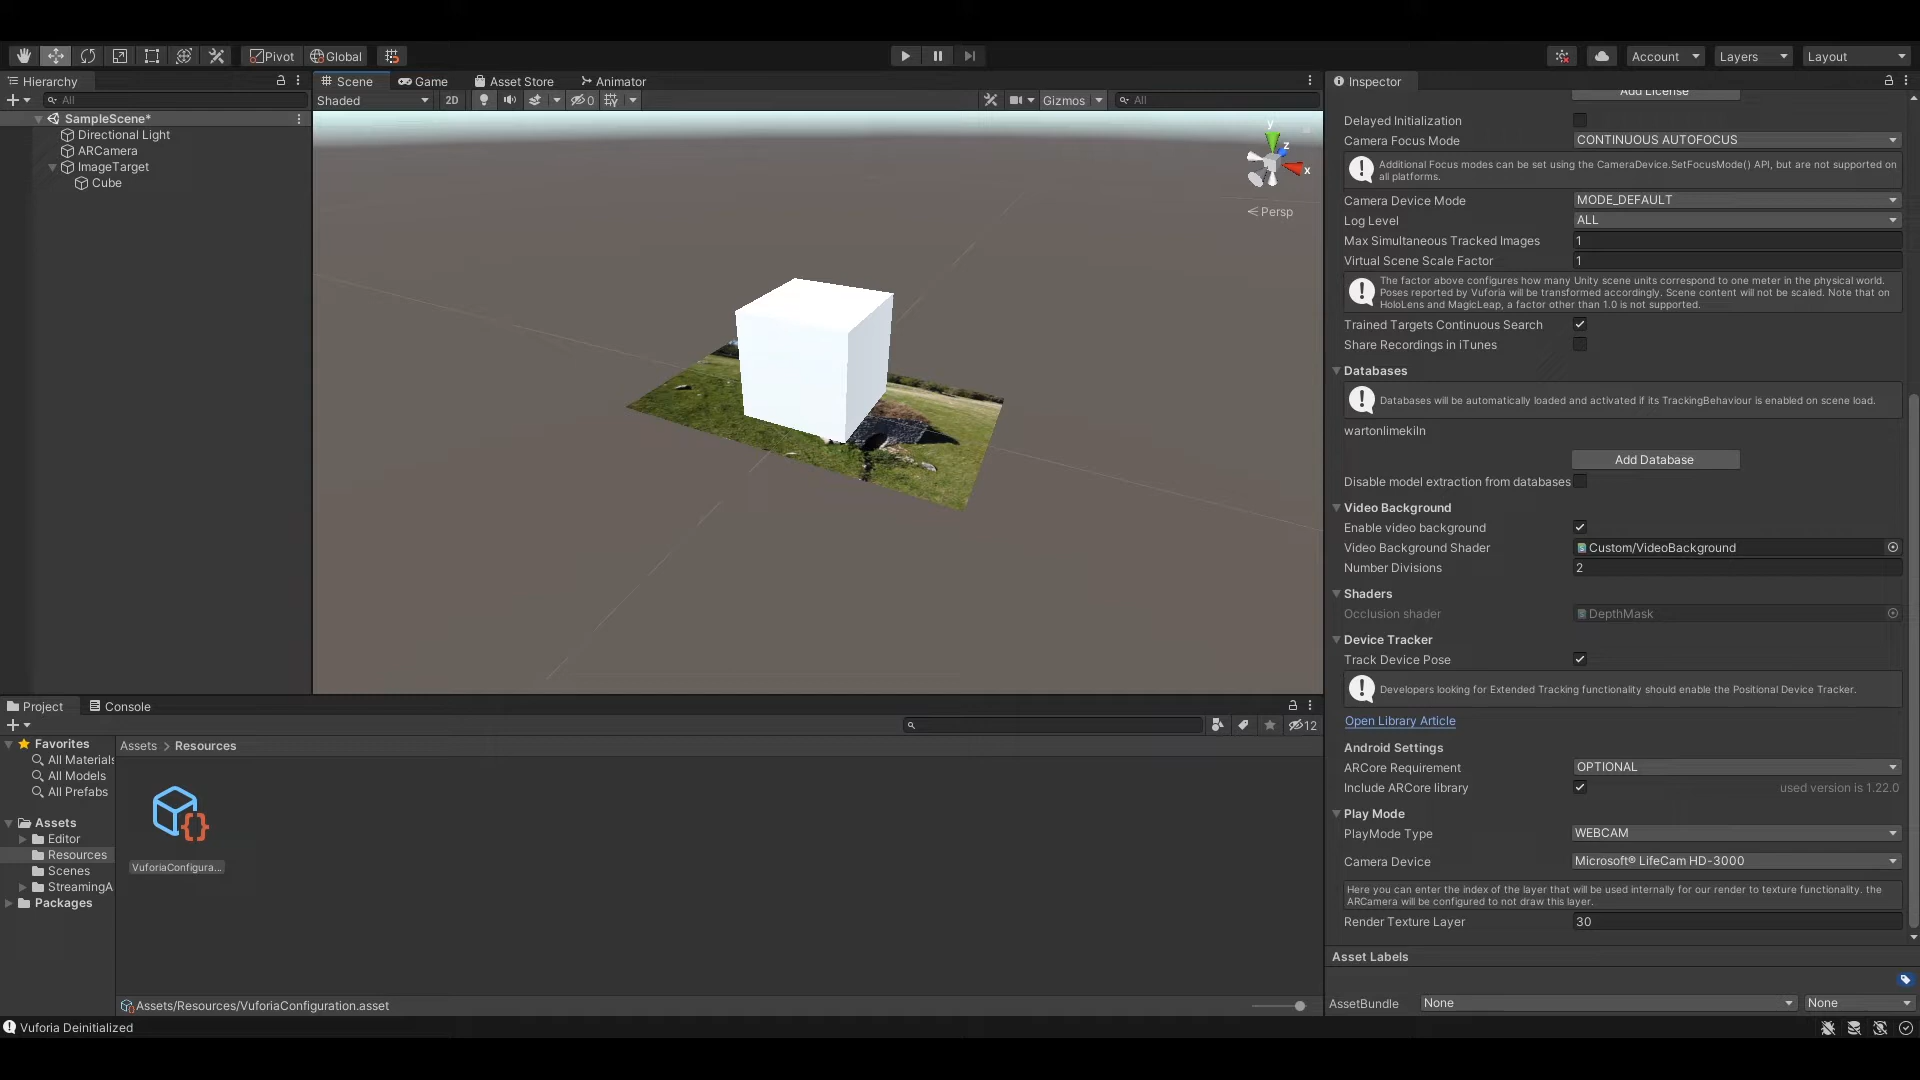 Pivot Global Account Layers Layout
Hierarchy
All
SampleScene*
Directional Light
ARCamera
ImageTarget
Cube
Scene Game Asset Store Animator
Shaded 2D 0 Gizmos All
y
z
x
Persp
Inspector
Add License
Delayed Initialization
Camera Focus Mode CONTINUOUS AUTOFOCUS
Additional Focus modes can be set using the CameraDevice.SetFocusMode() API, but are not supported on
all platforms.
Camera Device Mode MODE_DEFAULT
Log Level ALL
Max Simultaneous Tracked Images 1
Virtual Scene Scale Factor 1
The factor above configures how many Unity scene units correspond to one meter in the physical world.
Poses reported by Vuforia will be transformed accordingly. Scene content will not be scaled. Note that on
HoloLens and MagicLeap, a factor other than 1.0 is not supported.
Trained Targets Continuous Search
Share Recordings in iTunes
Databases
Databases will be automatically loaded and activated if its TrackingBehaviour is enabled on scene load.
wartonlimekiln
Add Database
Disable model extraction from databases
Video Background
Enable video background
Video Background Shader Custom/VideoBackground
Number Divisions 2
Shaders
Occlusion shader DepthMask
Device Tracker
Track Device Pose
Developers looking for Extended Tracking functionality should enable the Positional Device Tracker.
Open Library Article
Android Settings
ARCore Requirement OPTIONAL
Include ARCore library used version is 1.22.0
Play Mode
PlayMode Type WEBCAM
Camera Device Microsoft® LifeCam HD-3000
Here you can enter the index of the layer that will be used internally for our render to texture functionality. the
ARCamera will be configured to not draw this layer.
Render Texture Layer 30
Asset Labels
AssetBundle None None
Project Console
12
Favorites
All Materials
All Models
All Prefabs
Assets
Editor
Resources
Scenes
StreamingA
Packages
Assets > Resources
VuforiaConfigura...
Assets/Resources/VuforiaConfiguration.asset
Vuforia Deinitialized